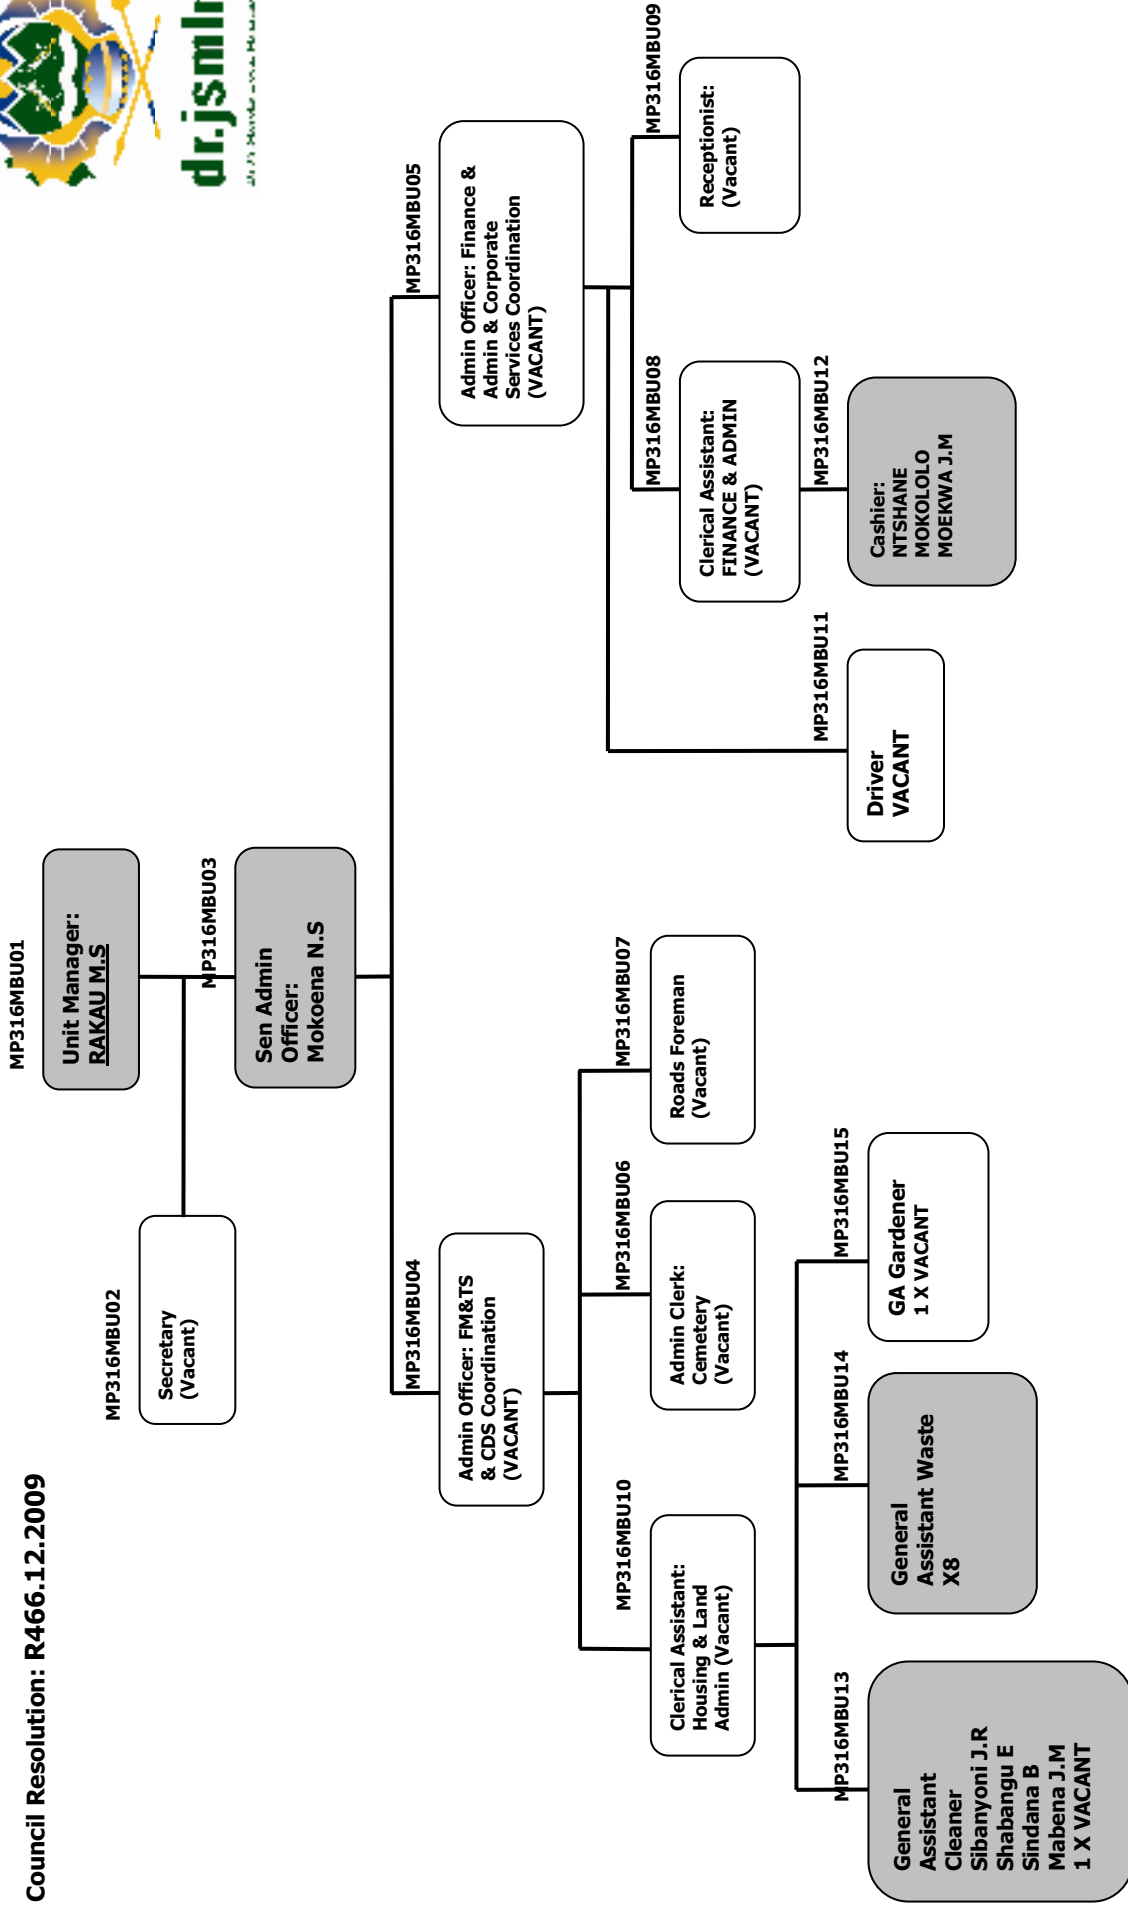 Council Resolution: R466.12.2009
dr.jsmlm
MP316MBU01
Unit Manager:
RAKAU M.S
MP316MBU02
Secretary
(Vacant)
MP316MBU03
Sen Admin
Officer:
Mokoena N.S
MP316MBU04
Admin Officer: FM&TS
& CDS Coordination
(VACANT)
MP316MBU05
Admin Officer: Finance &
Admin & Corporate
Services Coordination
(VACANT)
MP316MBU10
Clerical Assistant:
Housing & Land
Admin (Vacant)
MP316MBU06
Admin Clerk:
Cemetery
(Vacant)
MP316MBU07
Roads Foreman
(Vacant)
MP316MBU08
Clerical Assistant:
FINANCE & ADMIN
(VACANT)
MP316MBU09
Receptionist:
(Vacant)
MP316MBU13
General
Assistant
Cleaner
Sibanyoni J.R
Shabangu E
Sindana B
Mabena J.M
1 X VACANT
MP316MBU14
General
Assistant Waste
X8
MP316MBU15
GA Gardener
1 X VACANT
MP316MBU11
Driver
VACANT
MP316MBU12
Cashier:
NTSHANE
MOKOLOLO
MOEKWA J.M